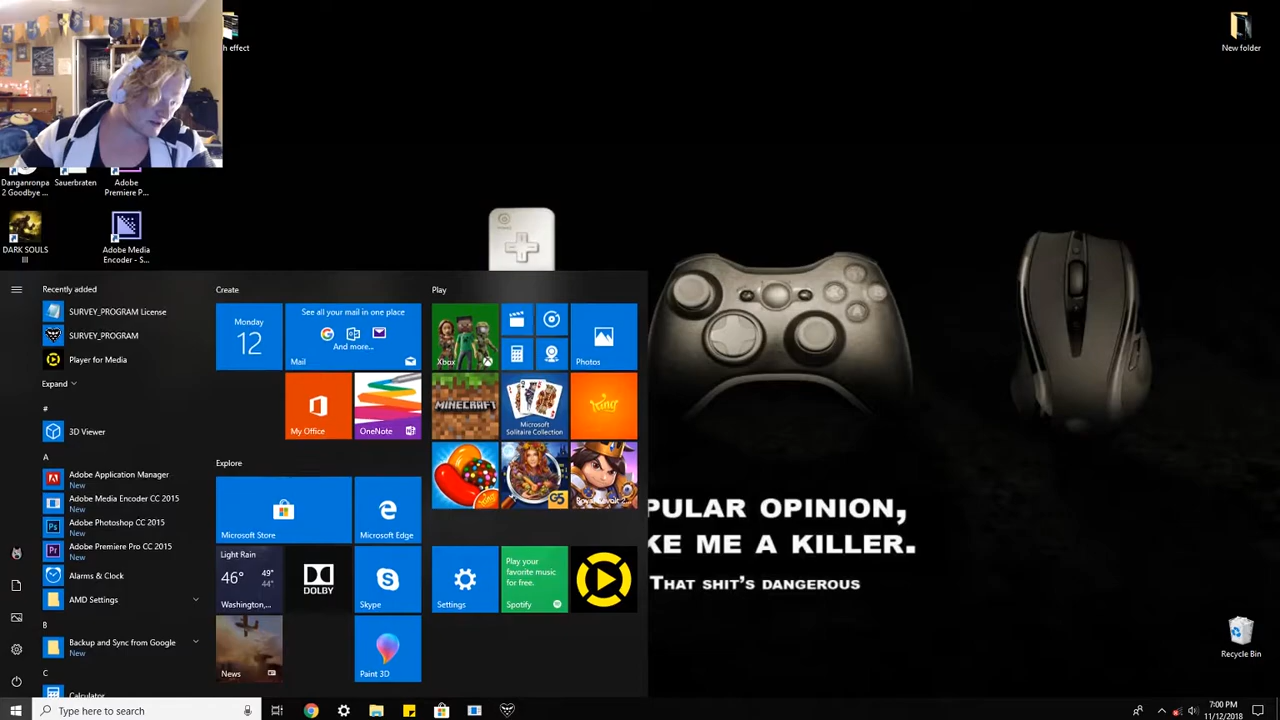 h effect
New folder
Danganronpa
2 Goodbye ...
Sauerbraten
Adobe
Premiere P...
DARK SOULS
III
Adobe Media
Encoder - S...
Recently added
SURVEY_PROGRAM License
SURVEY_PROGRAM
Player for Media
Expand
#
3D Viewer
A
Adobe Application Manager
New
Adobe Media Encoder CC 2015
New
Adobe Photoshop CC 2015
New
Adobe Premiere Pro CC 2015
New
Alarms & Clock
AMD Settings
B
Backup and Sync from Google
New
C
Calculator
Create
Monday
12
See all your mail in one place
And more...
Mail
My Office
OneNote
Explore
Microsoft Store
Microsoft Edge
Light Rain
46° 49°
44°
Washington,...
DOLBY
Skype
News
Paint 3D
Play
Xbox
Photos
MINECRAFT
Microsoft
Solitaire Collection
King
G5
Royal Revolt 2...
Settings
Play your
favorite music
for free.
Spotify
PULAR OPINION,
KE ME A KILLER.
THAT SHIT'S DANGEROUS
Recycle Bin
Type here to search
7:00 PM
11/12/2018